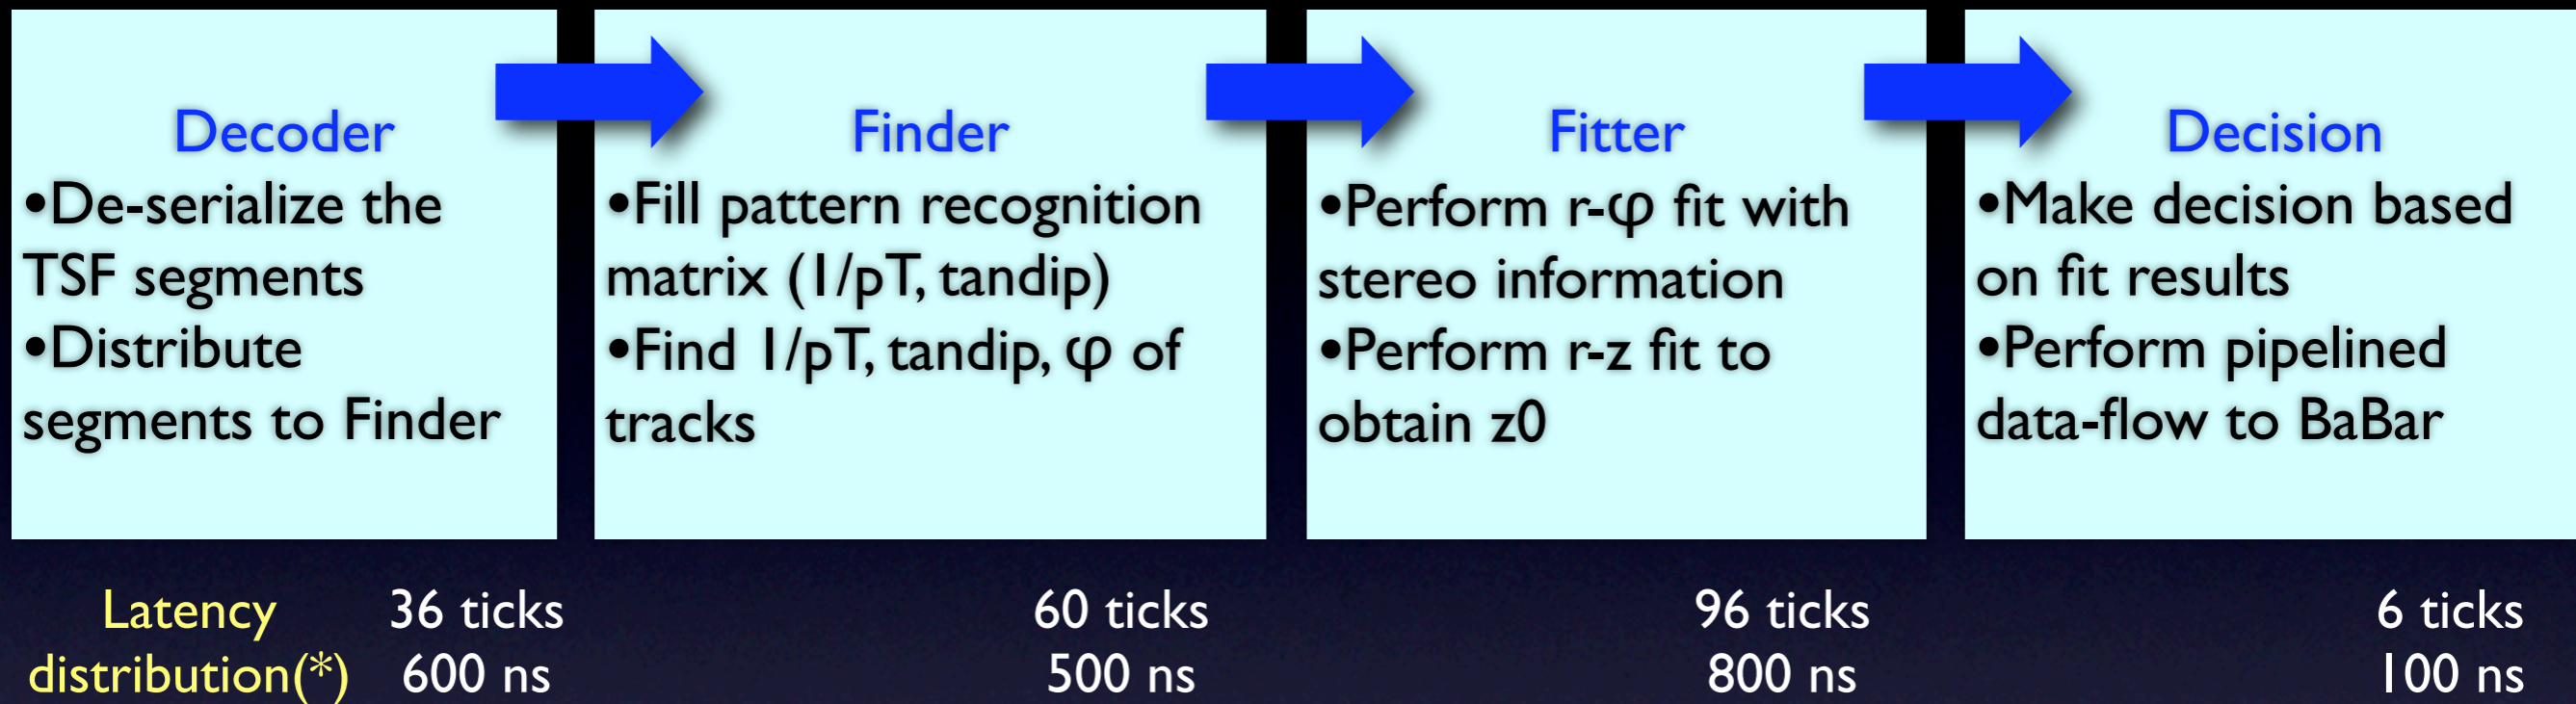 Decoder
•De-serialize the
TSF segments
•Distribute
segments to Finder
Finder
•Fill pattern recognition
matrix (1/pT, tandip)
•Find 1/pT, tandip, φ of
tracks
Fitter
•Perform r-φ fit with
stereo information
•Perform r-z fit to
obtain z0
Decision
•Make decision based
on fit results
•Perform pipelined
data-flow to BaBar
Latency 36 ticks 60 ticks 96 ticks 6 ticks
distribution(*) 600 ns 500 ns 800 ns 100 ns